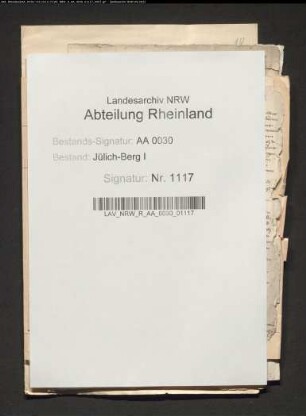 Landesarchiv NRW
Abteilung Rheinland
Bestands-Signatur: AA 0030
Bestand: Jülich-Berg I
Signatur: Nr. 1117
LAV_NRW_R_AA_0030_01117